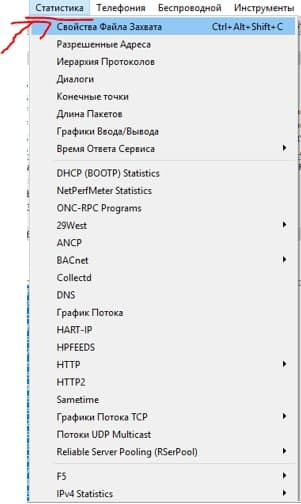 Статистика Телефония Беспроводной Инструменты
Свойства Файла Захвата Ctrl+Alt+Shift+C
Разрешенные Адреса
Иерархия Протоколов
Диалоги
Конечные точки
Длина Пакетов
Графики Ввода/Вывода
Время Ответа Сервиса
DHCP (BOOTP) Statistics
NetPerfMeter Statistics
ONC-RPC Programs
29West
ANCP
BACnet
Collectd
DNS
График Потока
HART-IP
HPFEEDS
HTTP
HTTP2
Sametime
Графики Потока TCP
Потоки UDP Multicast
Reliable Server Pooling (RSerPool)
F5
IPv4 Statistics